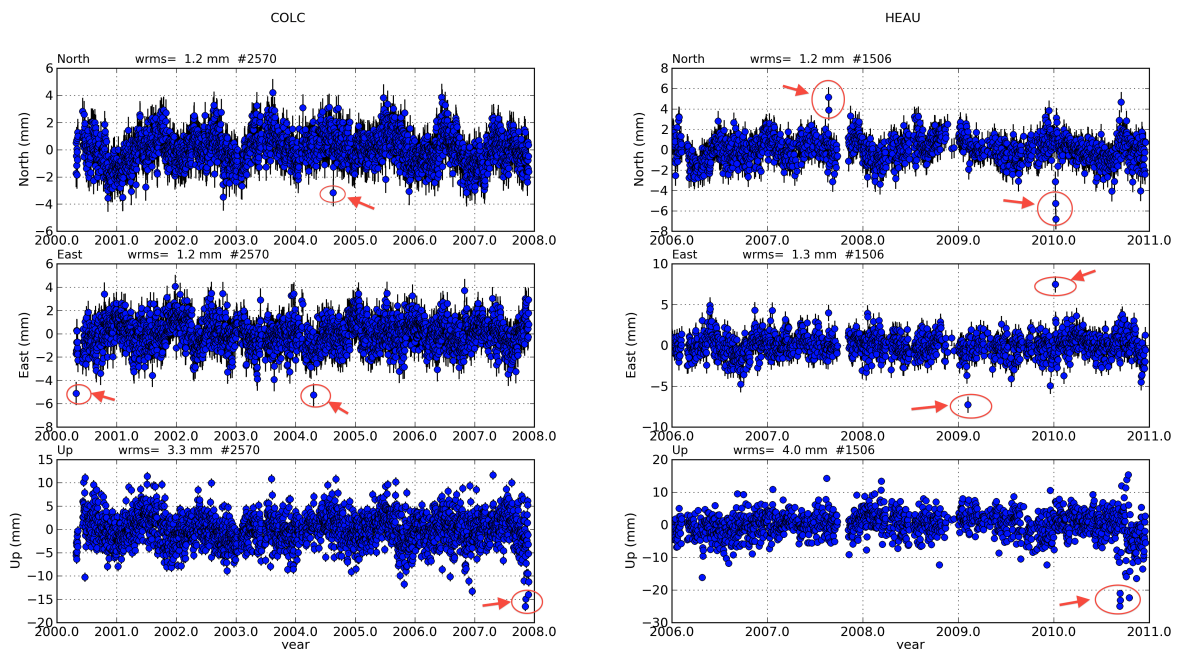 COLC
North wrms= 1.2 mm #2570
6
4
2
0
−2
−4
−6
North (mm)
2000.0 2001.0 2002.0 2003.0 2004.0 2005.0 2006.0 2007.0 2008.0
East wrms= 1.2 mm #2570
6
4
2
0
−2
−4
−6
−8
East (mm)
2000.0 2001.0 2002.0 2003.0 2004.0 2005.0 2006.0 2007.0 2008.0
Up wrms= 3.3 mm #2570
15
10
5
0
−5
−10
−15
−20
Up (mm)
2000.0 2001.0 2002.0 2003.0 2004.0 2005.0 2006.0 2007.0 2008.0
year
HEAU
North wrms= 1.2 mm #1506
8
6
4
2
0
−2
−4
−6
−8
North (mm)
2006.0 2007.0 2008.0 2009.0 2010.0 2011.0
East wrms= 1.3 mm #1506
10
5
0
−5
−10
East (mm)
2006.0 2007.0 2008.0 2009.0 2010.0 2011.0
Up wrms= 4.0 mm #1506
20
10
0
−10
−20
−30
Up (mm)
2006.0 2007.0 2008.0 2009.0 2010.0 2011.0
year